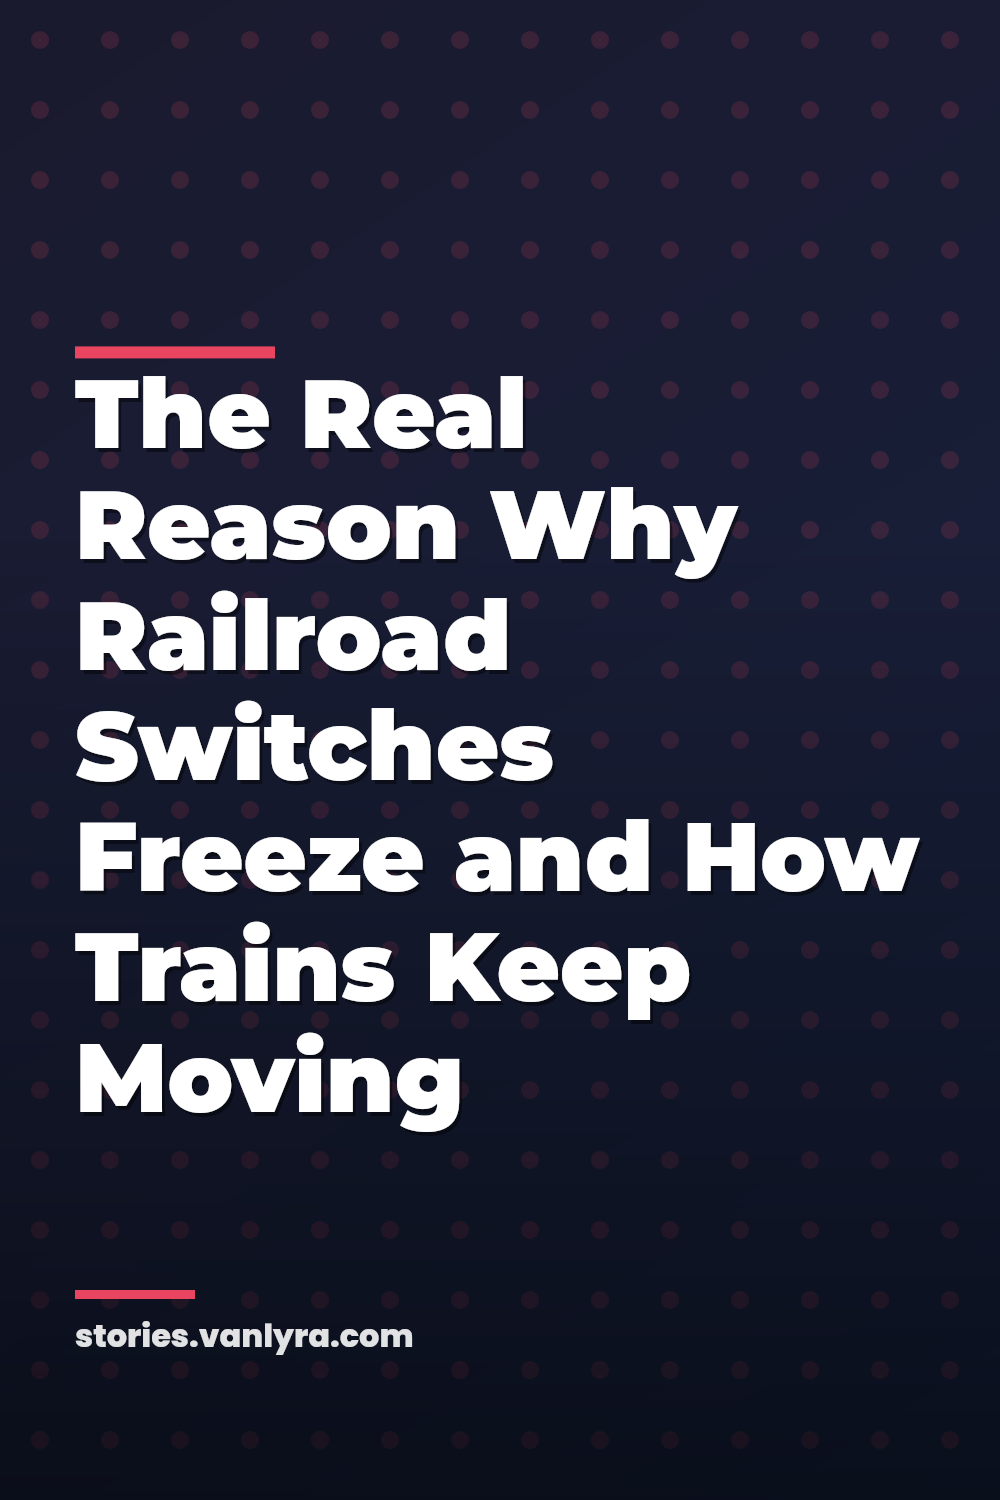 The Real
Reason Why
Railroad
Switches
Freeze and How
Trains Keep
Moving
stories.vanlyra.com